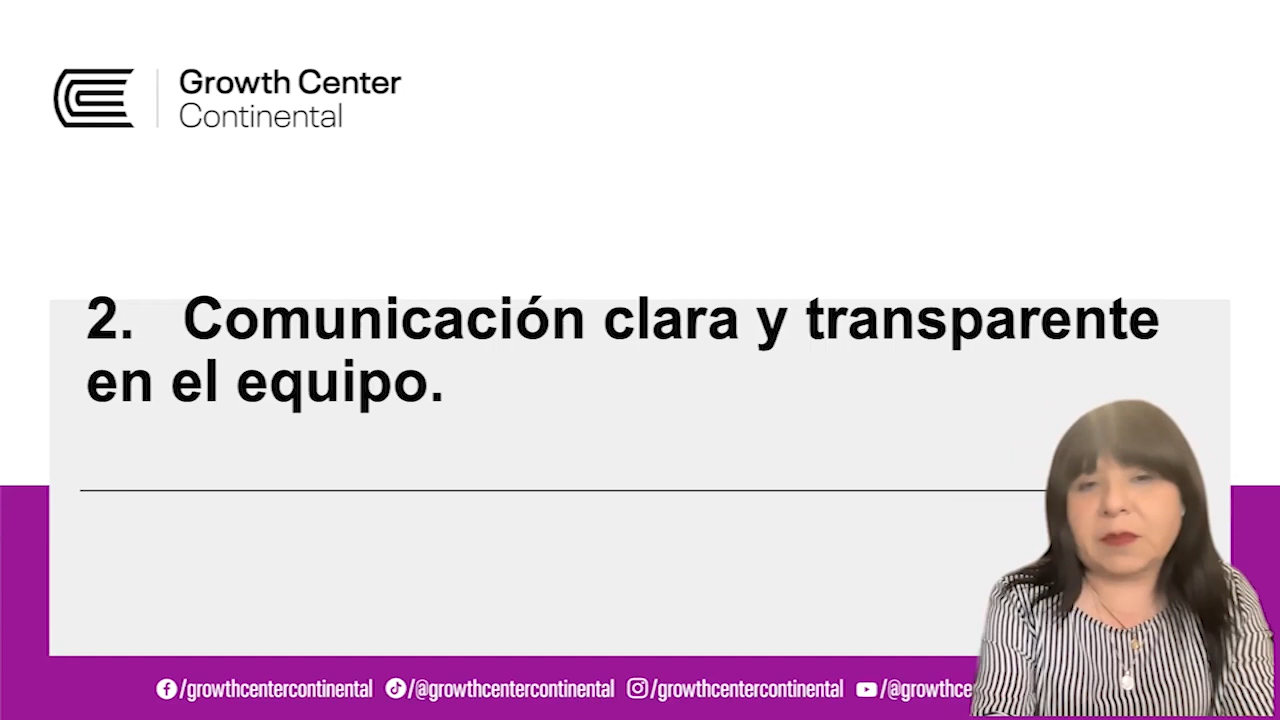 Growth Center
Continental
2. Comunicación clara y transparente
en el equipo.
/growthcentercontinental /@growthcentercontinental /growthcentercontinental /@growthce